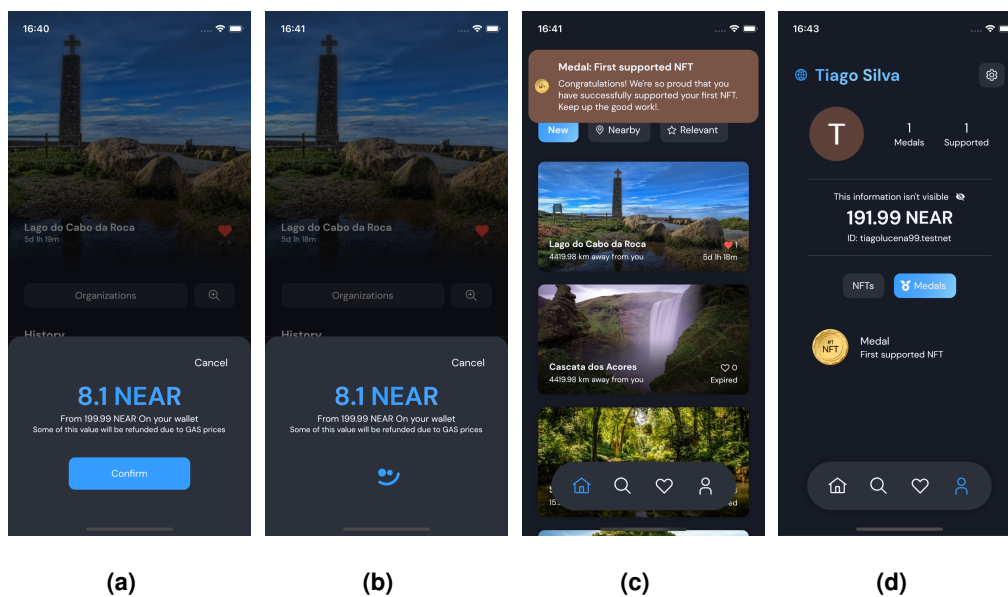 16:40
Lago do Cabo da Roca
5d 1h 19m
Organizations
History
Cancel
8.1 NEAR
From 199.99 NEAR On your wallet
Some of this value will be refunded due to GAS prices
Confirm
(a)
16:41
Lago do Cabo da Roca
5d 1h 18m
Organizations
History
Cancel
8.1 NEAR
From 199.99 NEAR On your wallet
Some of this value will be refunded due to GAS prices
(b)
16:41
Medal: First supported NFT
Congratulations! We're so proud that you
have successfully supported your first NFT.
Keep up the good work!.
New Nearby Relevant
Lago do Cabo da Roca 1
4419.98 km away from you 5d 1h 18m
Cascata dos Acores 0
4419.98 km away from you Expired
(c)
16:43
Tiago Silva
T
1 1
Medals Supported
This information isn't visible
191.99 NEAR
ID: tiagolucena99.testnet
NFTs Medals
#1
NFT
Medal
First supported NFT
(d)